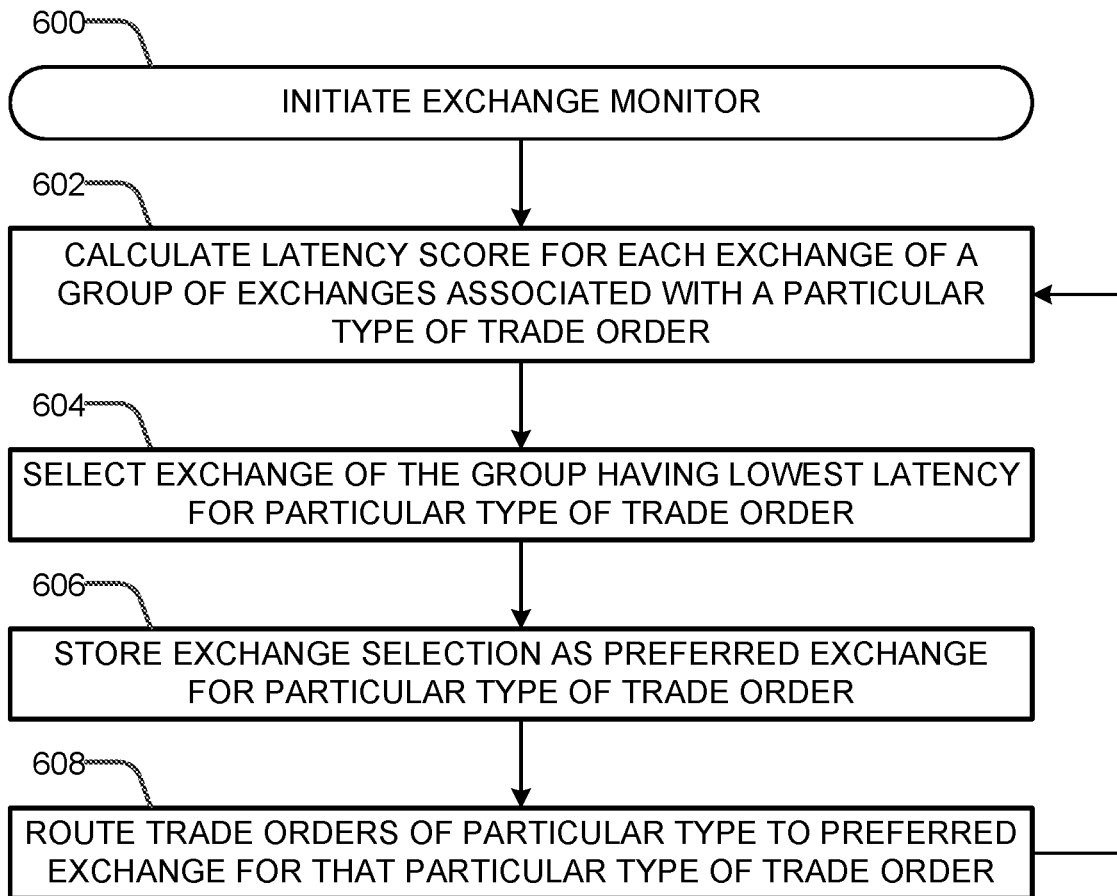 600
INITIATE EXCHANGE MONITOR
602
CALCULATE LATENCY SCORE FOR EACH EXCHANGE OF A
GROUP OF EXCHANGES ASSOCIATED WITH A PARTICULAR
TYPE OF TRADE ORDER
604
SELECT EXCHANGE OF THE GROUP HAVING LOWEST LATENCY
FOR PARTICULAR TYPE OF TRADE ORDER
606
STORE EXCHANGE SELECTION AS PREFERRED EXCHANGE
FOR PARTICULAR TYPE OF TRADE ORDER
608
ROUTE TRADE ORDERS OF PARTICULAR TYPE TO PREFERRED
EXCHANGE FOR THAT PARTICULAR TYPE OF TRADE ORDER